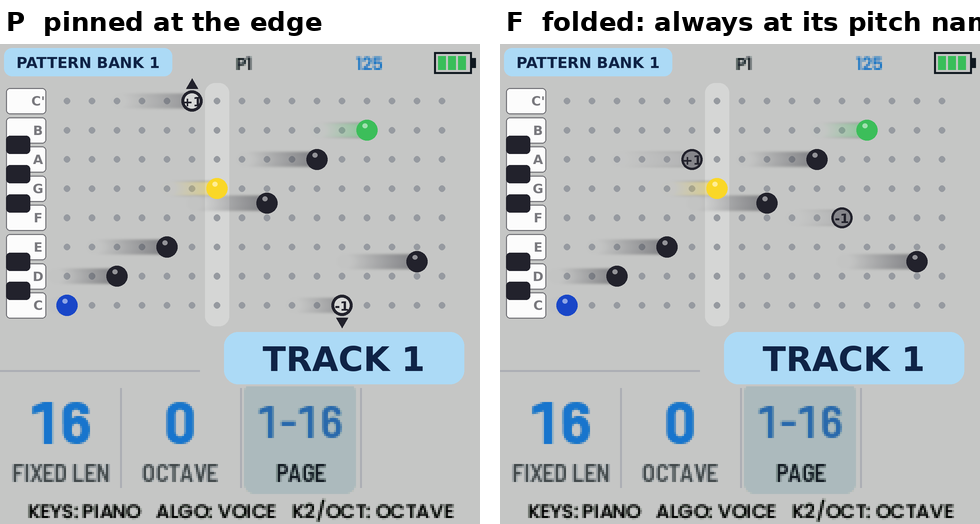 P  pinned at the edge
F  folded: always at its pitch nan
PATTERN BANK 1
P1
125
C'
+1
B
A
G
F
E
D
-1
C
TRACK 1
16
0
1-16
FIXED LEN
OCTAVE
PAGE
KEYS: PIANO ALGO: VOICE K2/OCT: OCTAVE
PATTERN BANK 1
P1
125
C'
B
A
+1
G
F
-1
E
D
C
TRACK 1
16
0
1-16
FIXED LEN
OCTAVE
PAGE
KEYS: PIANO ALGO: VOICE K2/OCT: OCTAVE